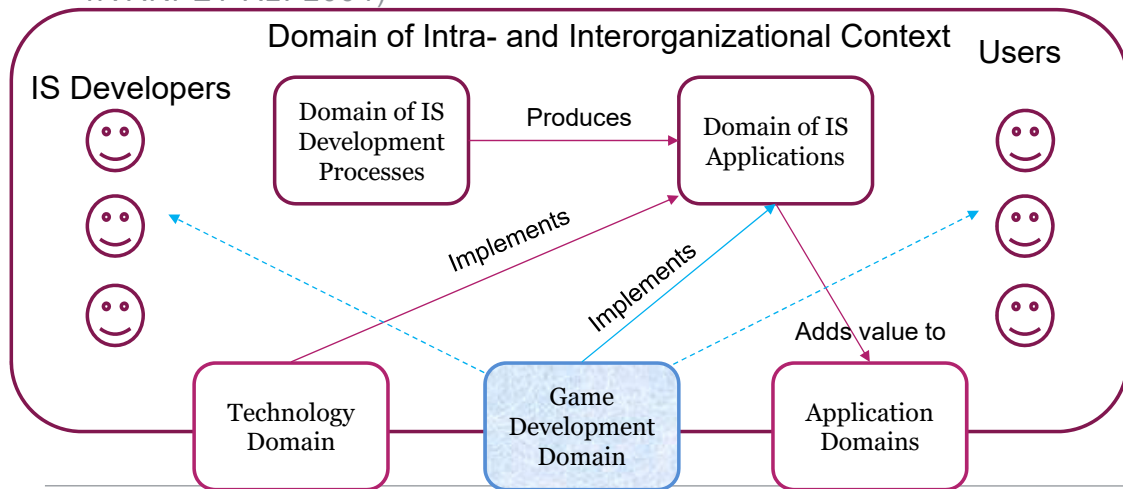 Domain of Intra- and Interorganizational Context
Users
IS Developers
Domain of IS
Development
Processes
Produces
Domain of IS
Applications
Implements
Implements
Adds value to
Technology
Domain
Game
Development
Domain
Application
Domains